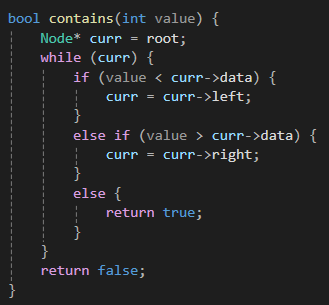 bool contains(int value) {
    Node* curr = root;
    while (curr) {
        if (value < curr->data) {
            curr = curr->left;
        }
        else if (value > curr->data) {
            curr = curr->right;
        }
        else {
            return true;
        }
    }
    return false;
}